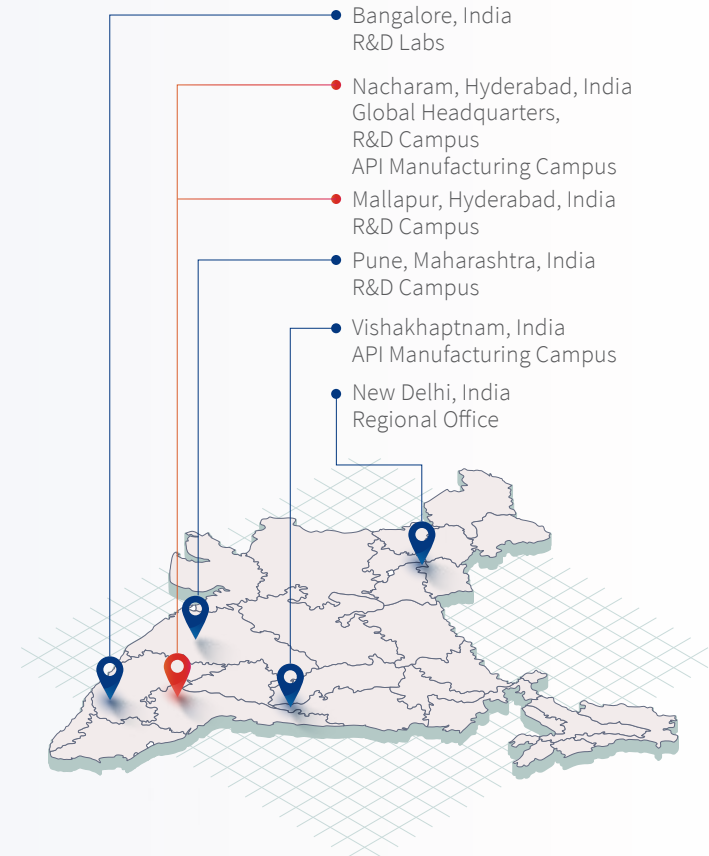 Bangalore, India
R&D Labs
Nacharam, Hyderabad, India
Global Headquarters,
R&D Campus
API Manufacturing Campus
Mallapur, Hyderabad, India
R&D Campus
Pune, Maharashtra, India
R&D Campus
Vishakhaptnam, India
API Manufacturing Campus
New Delhi, India
Regional Office